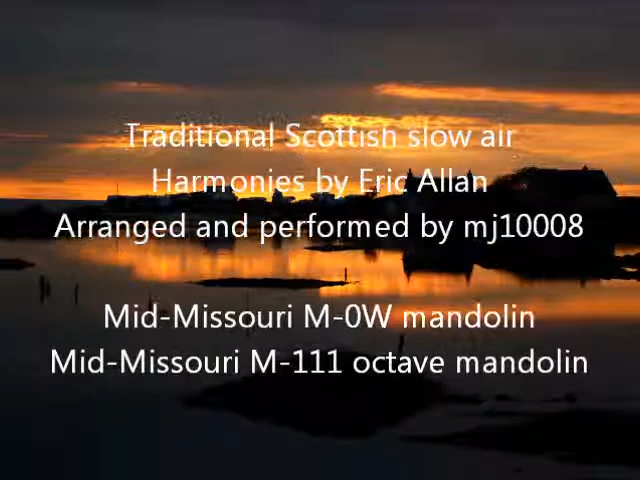 Traditional Scottish slow air
Harmonies by Eric Allan
Arranged and performed by mj10008
Mid-Missouri M-0W mandolin
Mid-Missouri M-111 octave mandolin